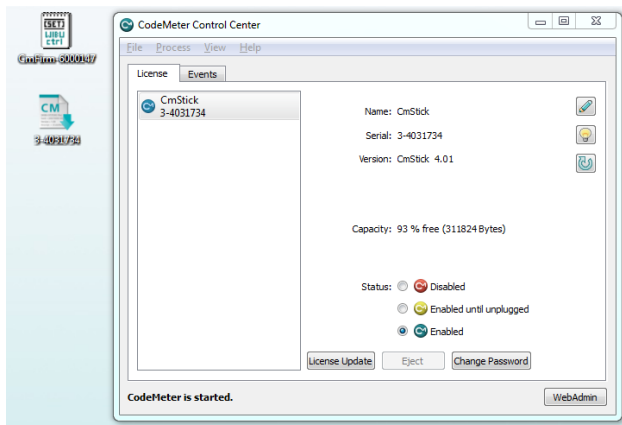 [SET]
ctrl
CmFirm-6000147
CM
3-4031734
CodeMeter Control Center
File Process View Help
License Events
CmStick
3-4031734
Name: CmStick
Serial: 3-4031734
Version: CmStick 4.01
Capacity: 93 % free (311824 Bytes)
Status: Disabled
Enabled until unplugged
Enabled
License Update Eject Change Password
CodeMeter is started.
WebAdmin